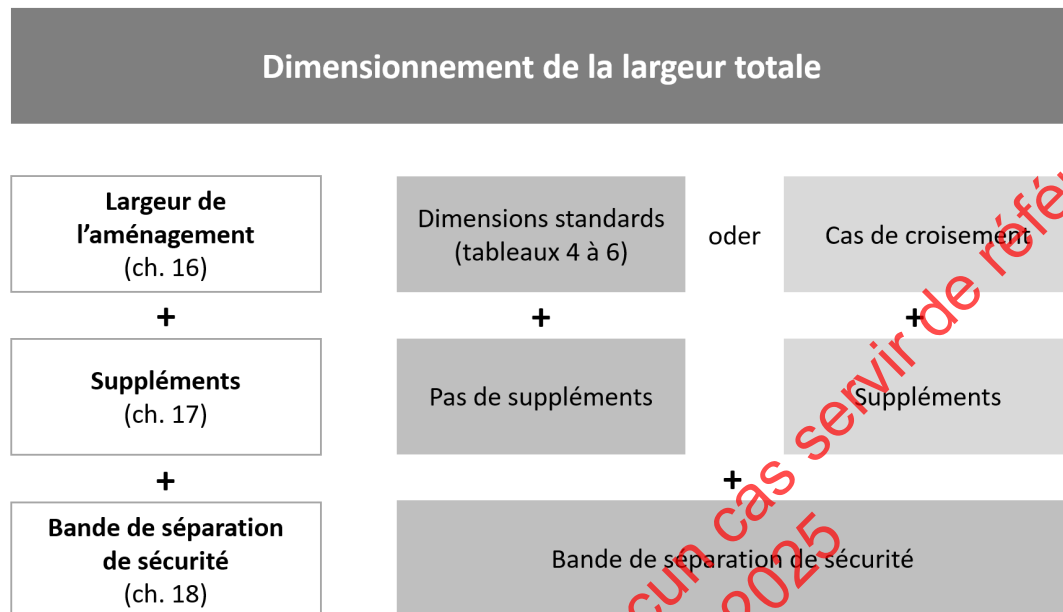 Dimensionnement de la largeur totale
Largeur de
l'aménagement
(ch. 16)
Dimensions standards
(tableaux 4 à 6)
oder
Cas de croisement
+
+
+
Suppléments
(ch. 17)
Pas de suppléments
Suppléments
+
+
Bande de séparation
de sécurité
(ch. 18)
Bande de séparation de sécurité
cas servir de
2025